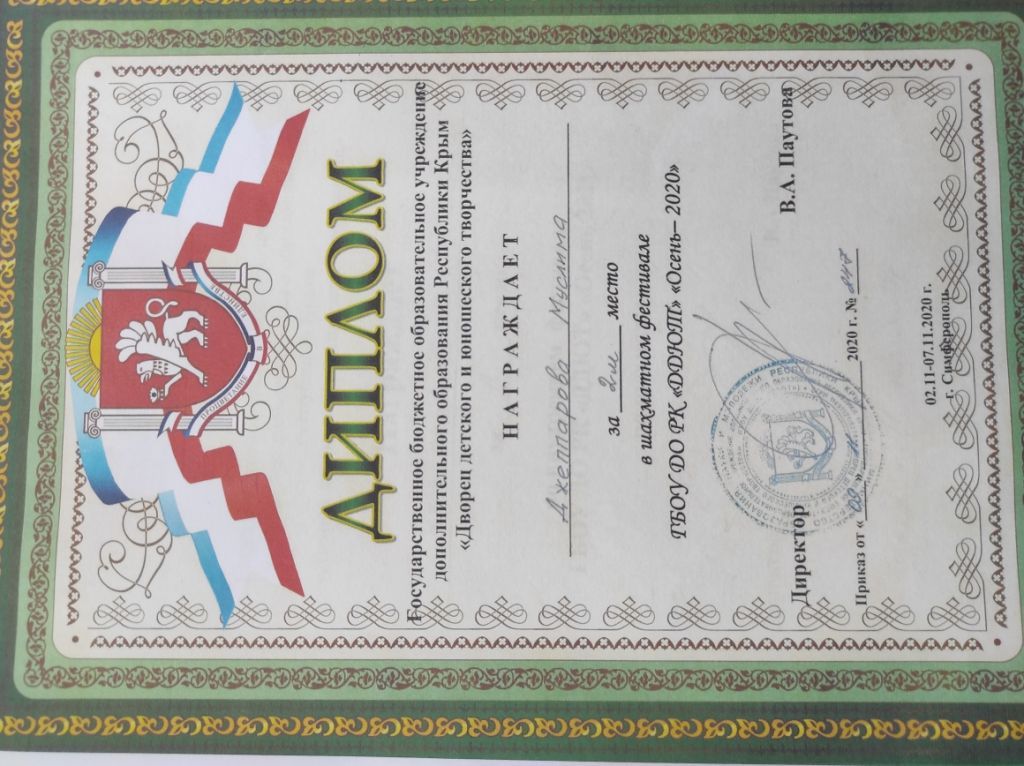 ДИПЛОМ
Государственное бюджетное образовательное учреждение
дополнительного образования Республики Крым
«Дворец детского и юношеского творчества»
НАГРАЖДАЕТ
Джеппарова Муслима
за 2ое место
в шахматном фестивале
ГБОУ ДО РК «ДДЮТ» «Осень– 2020»
Директор В.А. Паутова
Приказ от « 2020 г. №
02.11-07.11.2020 г.
г. Симферополь